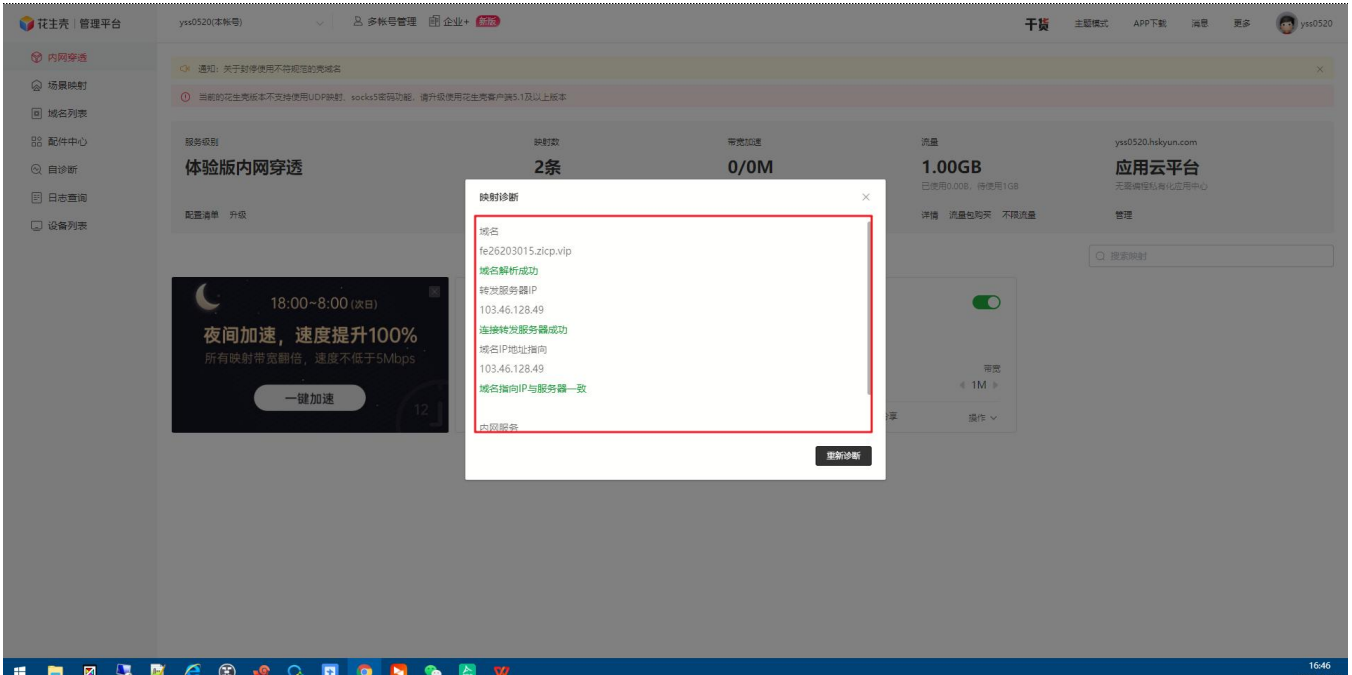 花生壳 | 管理平台
yss0520(本帐号)
多帐号管理
企业+
新版
干货
主题模式
APP下载
消息
更多
yss0520
内网穿透
场景映射
域名列表
配件中心
自诊断
日志查询
设备列表
通知：关于封停使用不符规范的壳域名
当前的花生壳版本不支持使用UDP映射、socks5密码功能，请升级使用花生壳客户端5.1及以上版本
服务级别
体验版内网穿透
配置清单 升级
映射数
2条
带宽加速
0/0M
流量
1.00GB
已使用0.00B，待使用1GB
详情 流量包购买 不限流量
yss0520.hskyun.com
应用云平台
无需编程私有化应用中心
管理
搜索映射
18:00~8:00 (次日)
夜间加速，速度提升100%
所有映射带宽翻倍，速度不低于5Mbps
一键加速
12
映射诊断
域名
fe26203015.zicp.vip
域名解析成功
转发服务器IP
103.46.128.49
连接转发服务器成功
域名IP地址指向
103.46.128.49
域名指向IP与服务器一致
内网服务
重新诊断
带宽
1M
享
操作
16:46